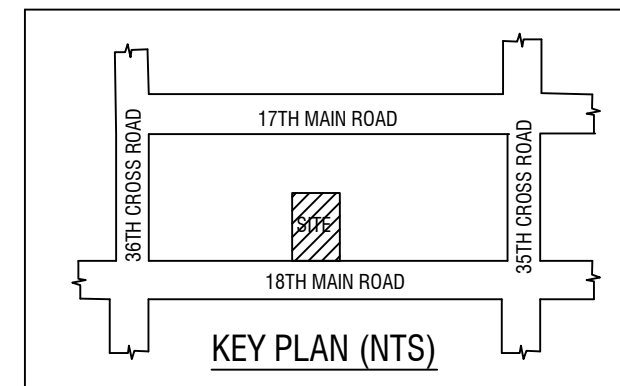 17TH MAIN ROAD
36TH CROSS ROAD
35TH CROSS ROAD
SITE
18TH MAIN ROAD
KEY PLAN (NTS)